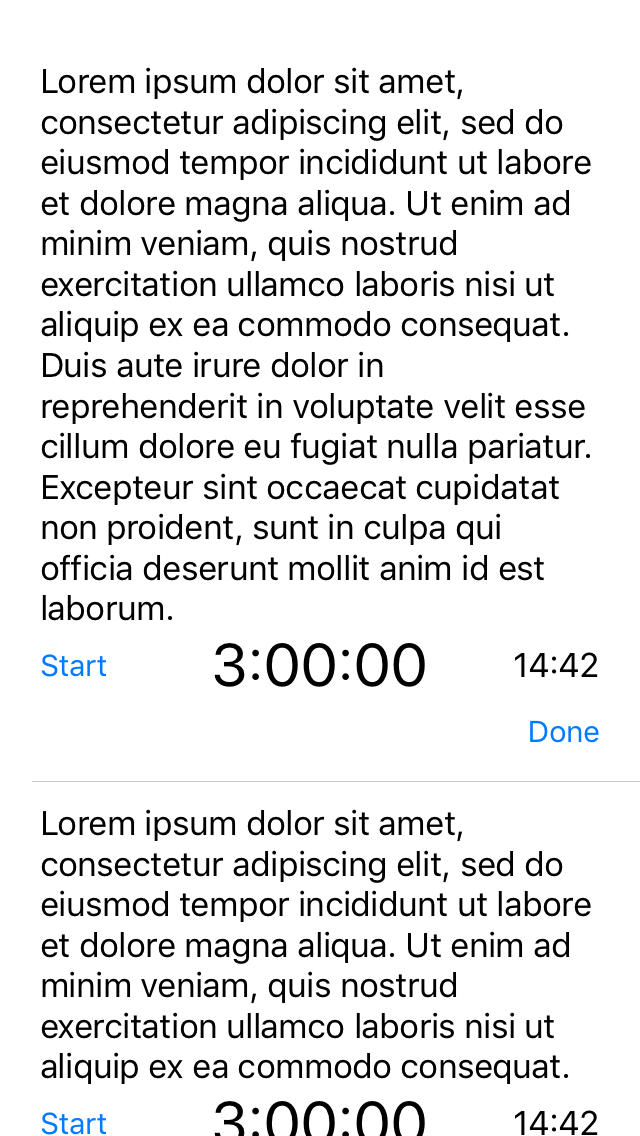 Lorem ipsum dolor sit amet,
consectetur adipiscing elit, sed do
eiusmod tempor incididunt ut labore
et dolore magna aliqua. Ut enim ad
minim veniam, quis nostrud
exercitation ullamco laboris nisi ut
aliquip ex ea commodo consequat.
Duis aute irure dolor in
reprehenderit in voluptate velit esse
cillum dolore eu fugiat nulla pariatur.
Excepteur sint occaecat cupidatat
non proident, sunt in culpa qui
officia deserunt mollit anim id est
laborum.
Start 3:00:00 14:42
Done
Lorem ipsum dolor sit amet,
consectetur adipiscing elit, sed do
eiusmod tempor incididunt ut labore
et dolore magna aliqua. Ut enim ad
minim veniam, quis nostrud
exercitation ullamco laboris nisi ut
aliquip ex ea commodo consequat.
Start 3:00:00 14:42